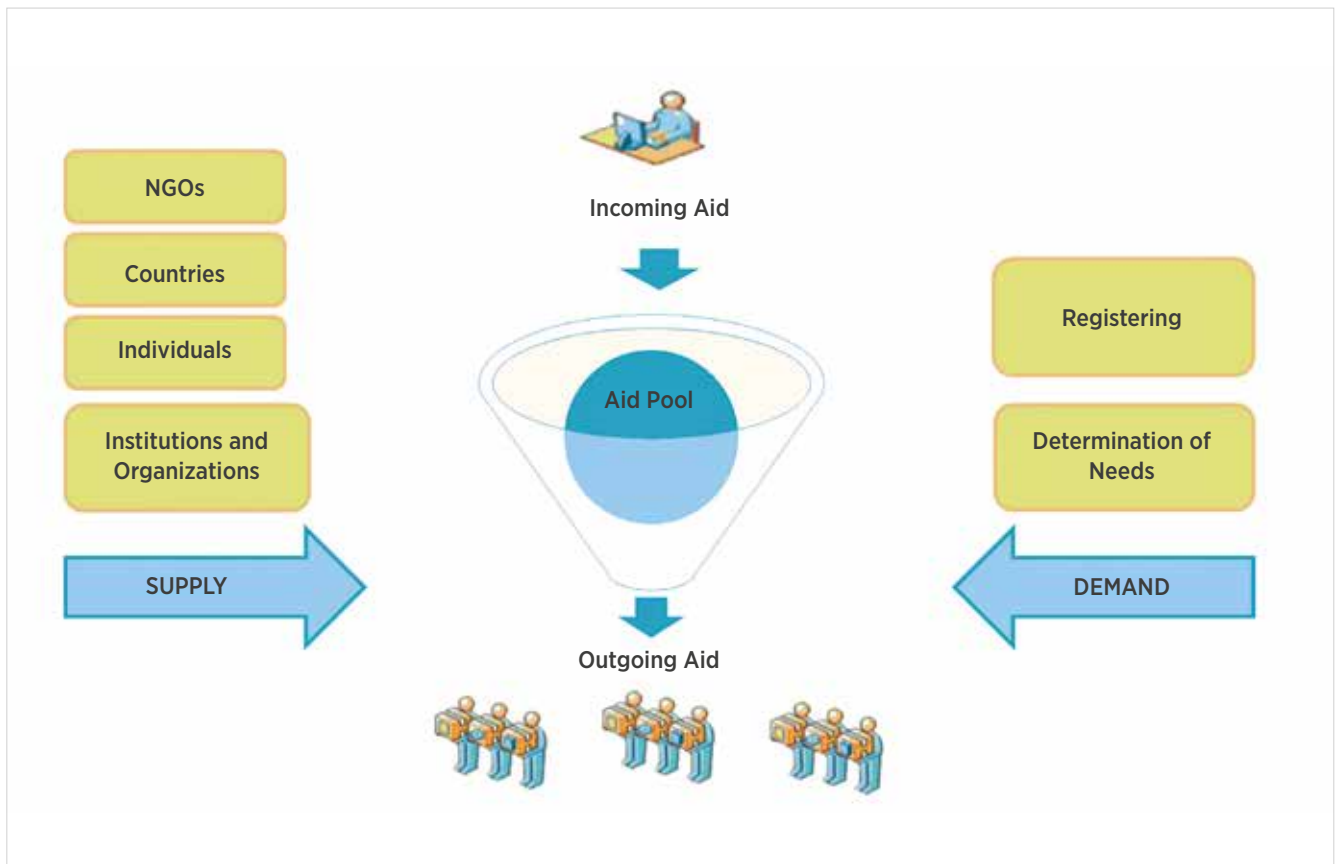 Incoming Aid
NGOs
Countries
Individuals
Institutions and
Organizations
SUPPLY
Aid Pool
Registering
Determination of
Needs
DEMAND
Outgoing Aid